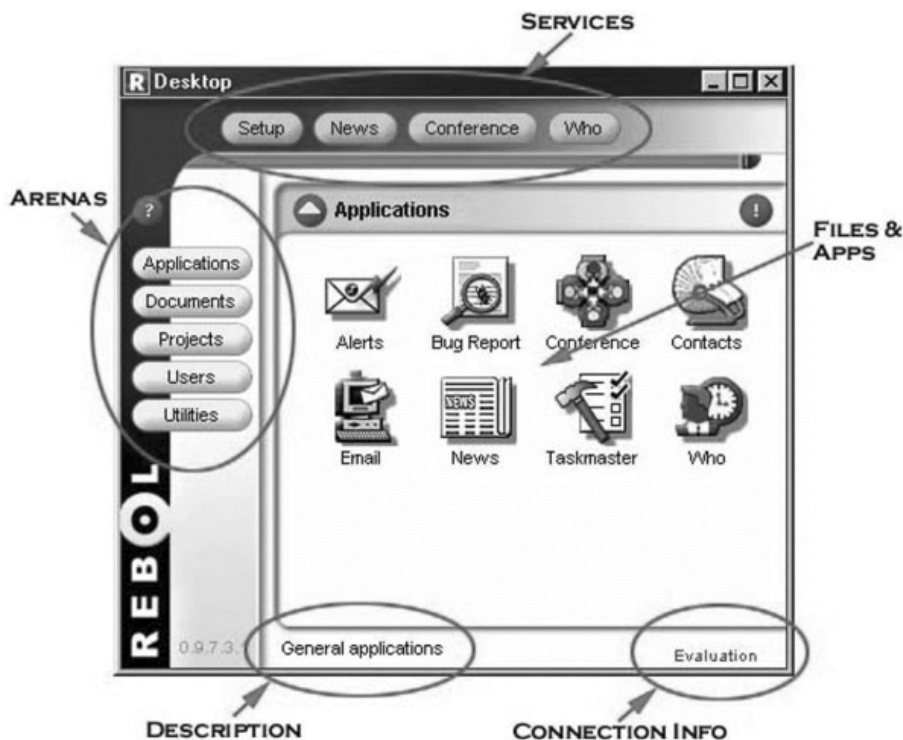 SERVICES
R Desktop
Setup News Conference Who
ARENAS
?
Applications
!
FILES &
APPS
Applications
Documents
Projects
Users
Utilities
Alerts Bug Report Conference Contacts
NEWS
Email News Taskmaster Who
REBOL
0.9.7.3.
General applications
Evaluation
DESCRIPTION
CONNECTION INFO